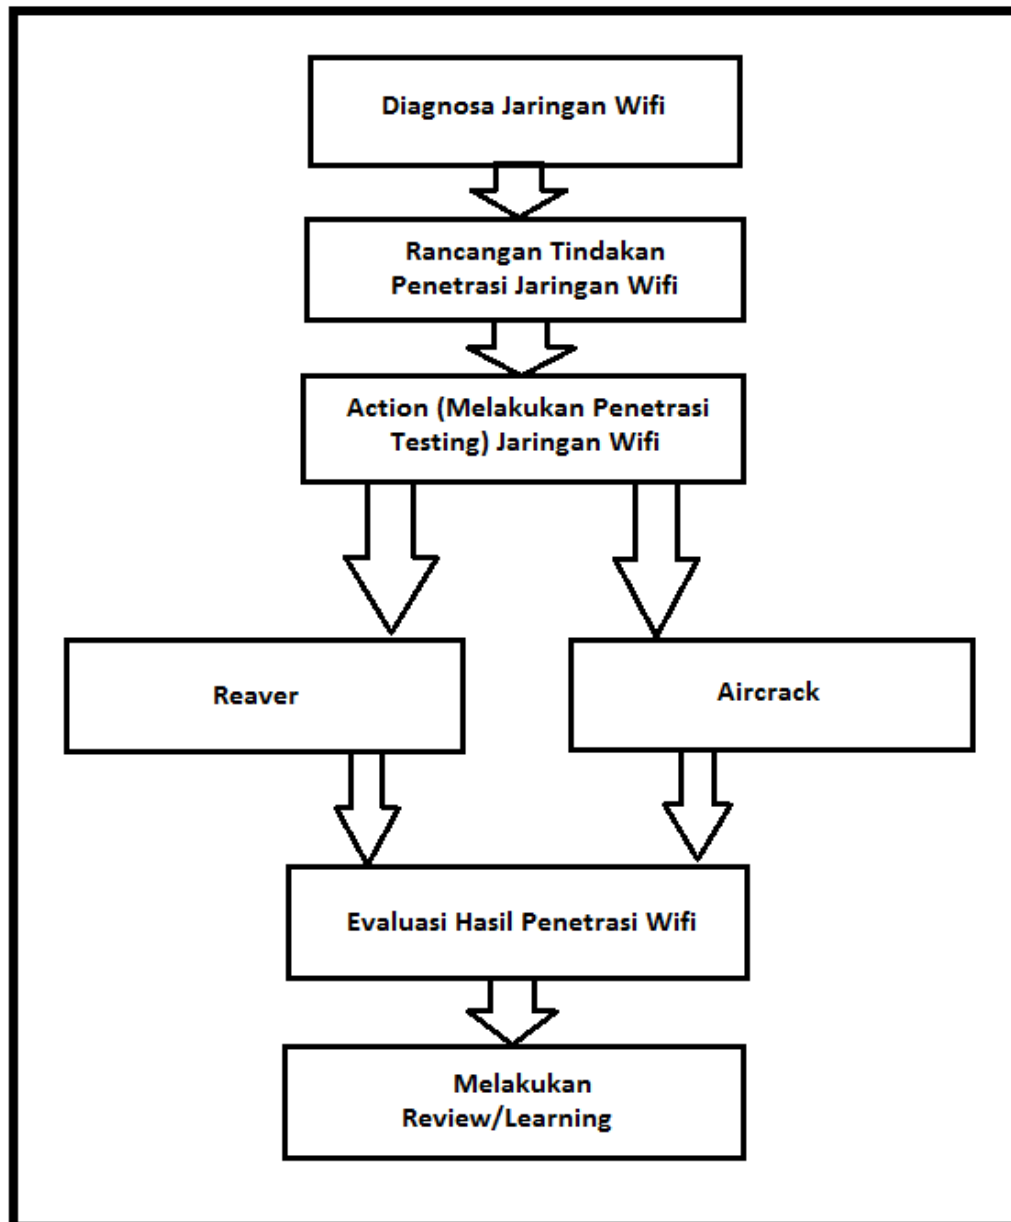 Diagnosa Jaringan Wifi
Rancangan Tindakan
Penetrasi Jaringan Wifi
Action (Melakukan Penetrasi
Testing) Jaringan Wifi
Reaver
Aircrack
Evaluasi Hasil Penetrasi Wifi
Melakukan
Review/Learning